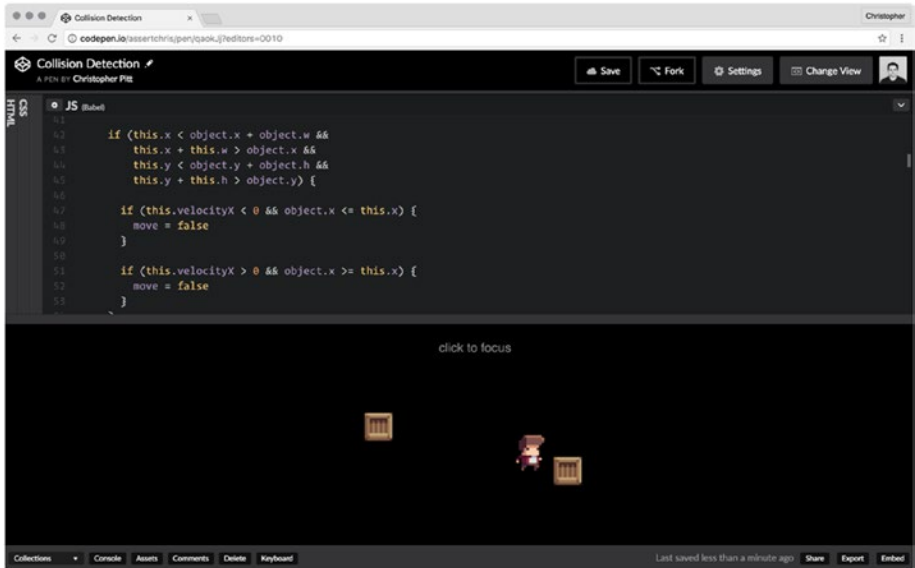 Collision Detection
Christopher
codepen.io/assertchris/pen/qaokJj?editors=0010
Collision Detection
A PEN BY Christopher Pitt
Save
Fork
Settings
Change View
HTML
CSS
JS (Babel)
41
42 if (this.x < object.x + object.w &&
43 this.x + this.w > object.x &&
44 this.y < object.y + object.h &&
45 this.y + this.h > object.y) {
46
47 if (this.velocityX < 0 && object.x <= this.x) {
48 move = false
49 }
50
51 if (this.velocityX > 0 && object.x >= this.x) {
52 move = false
53 }
click to focus
Collections
Console
Assets
Comments
Delete
Keyboard
Last saved less than a minute ago
Share
Export
Embed